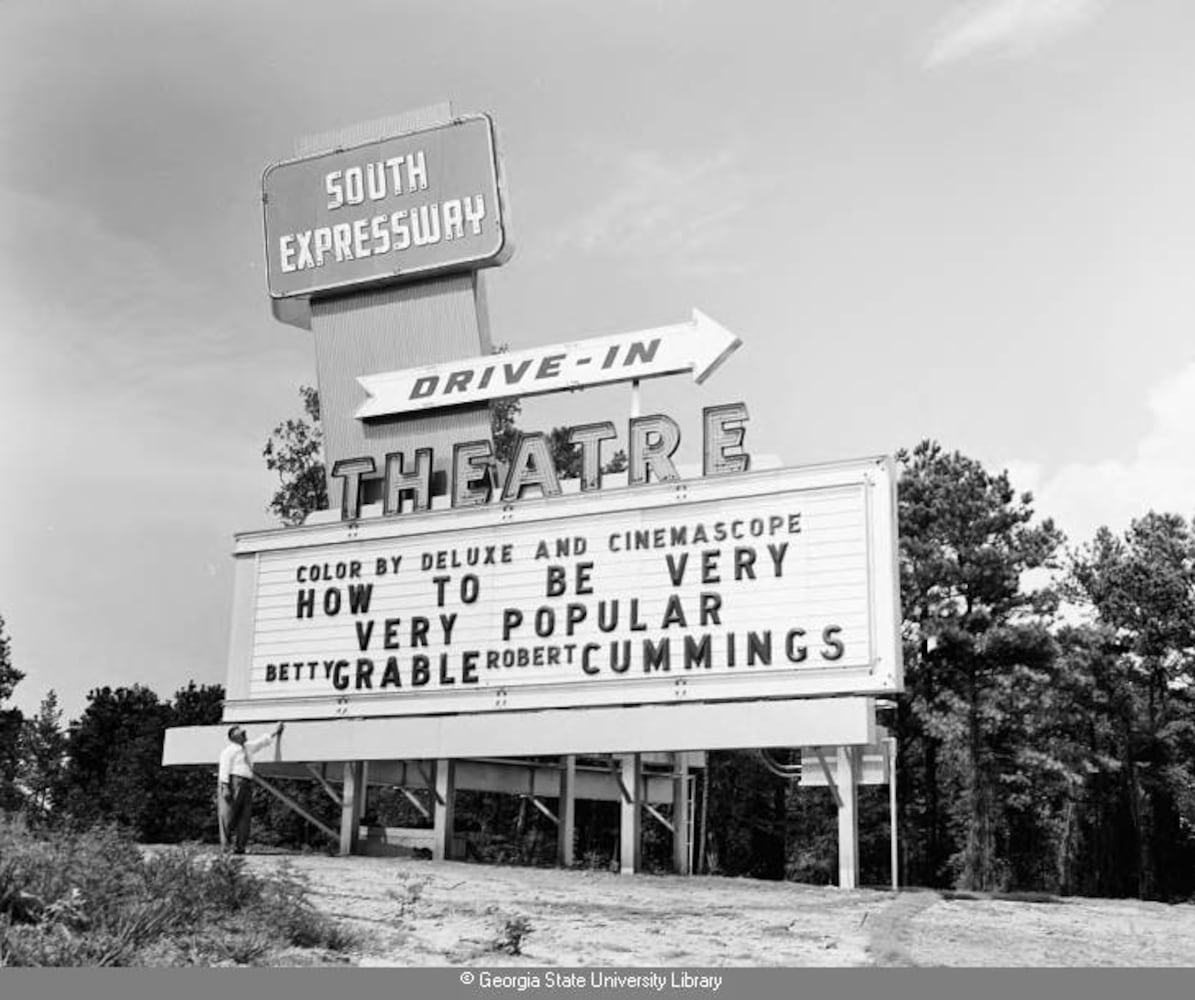 SOUTH
EXPRESSWAY
DRIVE-IN
THEATRE
COLOR BY DELUXE AND CINEMASCOPE
HOW TO BE VERY
VERY POPULAR
BETTY GRABLE ROBERT CUMMINGS
© Georgia State University Library